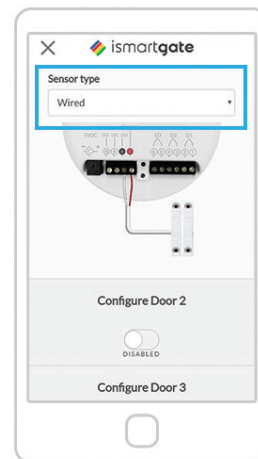 ismartgate
Sensor type
Wired
Configure Door 2
DISABLED
Configure Door 3